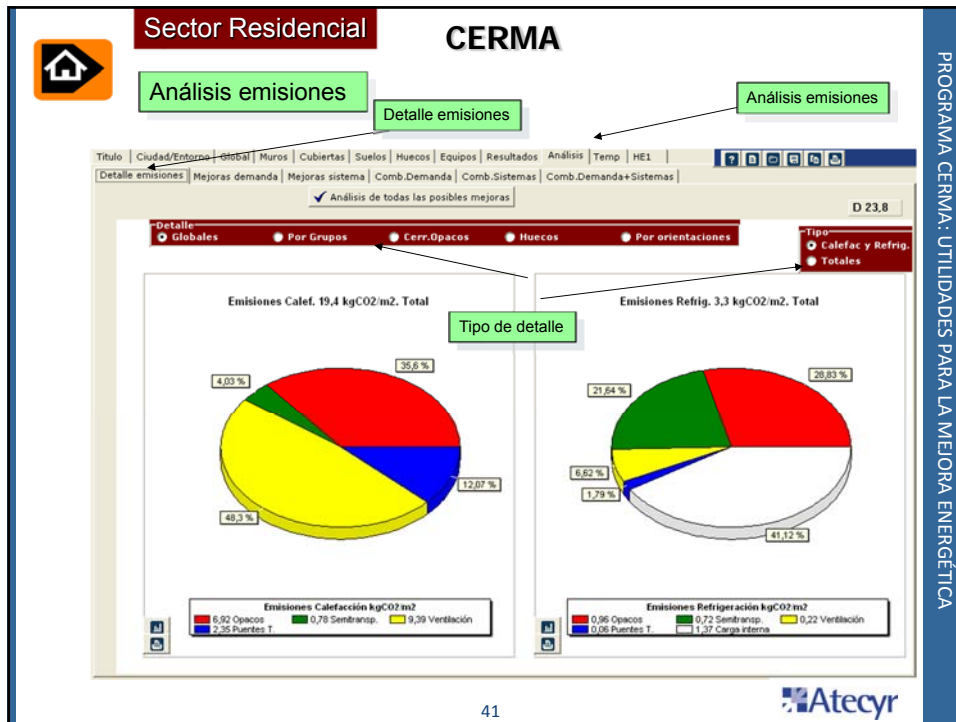 Sector Residencial
CERMA
Análisis emisiones
Detalle emisiones
Análisis emisiones
Titulo Ciudad/Entorno Global Muros Cubiertas Suelos Huecos Equipos Resultados Análisis Temp HE1
Detalle emisiones Mejoras demanda Mejoras sistema Comb.Demanda Comb.Sistemas Comb.Demanda+Sistemas
Análisis de todas las posibles mejoras
D 23,8
Detalle
Globales Por Grupos Cerr.Opacos Huecos Por orientaciones
Tipo
Calefac y Refrig.
Totales
Emisiones Calef. 19,4 kgCO2/m2. Total
Emisiones Refrig. 3,3 kgCO2/m2. Total
Tipo de detalle
35,6 %
4,03 %
12,07 %
48,3 %
28,83 %
21,64 %
6,62 %
1,79 %
41,12 %
Emisiones Calefacción kgCO2/m2
6,92 Opacos 0,78 Semitransp. 9,39 Ventilación
2,35 Puentes T.
Emisiones Refrigeración kgCO2/m2
0,96 Opacos 0,72 Semitransp. 0,22 Ventilación
0,06 Puentes T. 1,37 Carga interna
41
Atecyr
PROGRAMA CERMA: UTILIDADES PARA LA MEJORA ENERGÉTICA